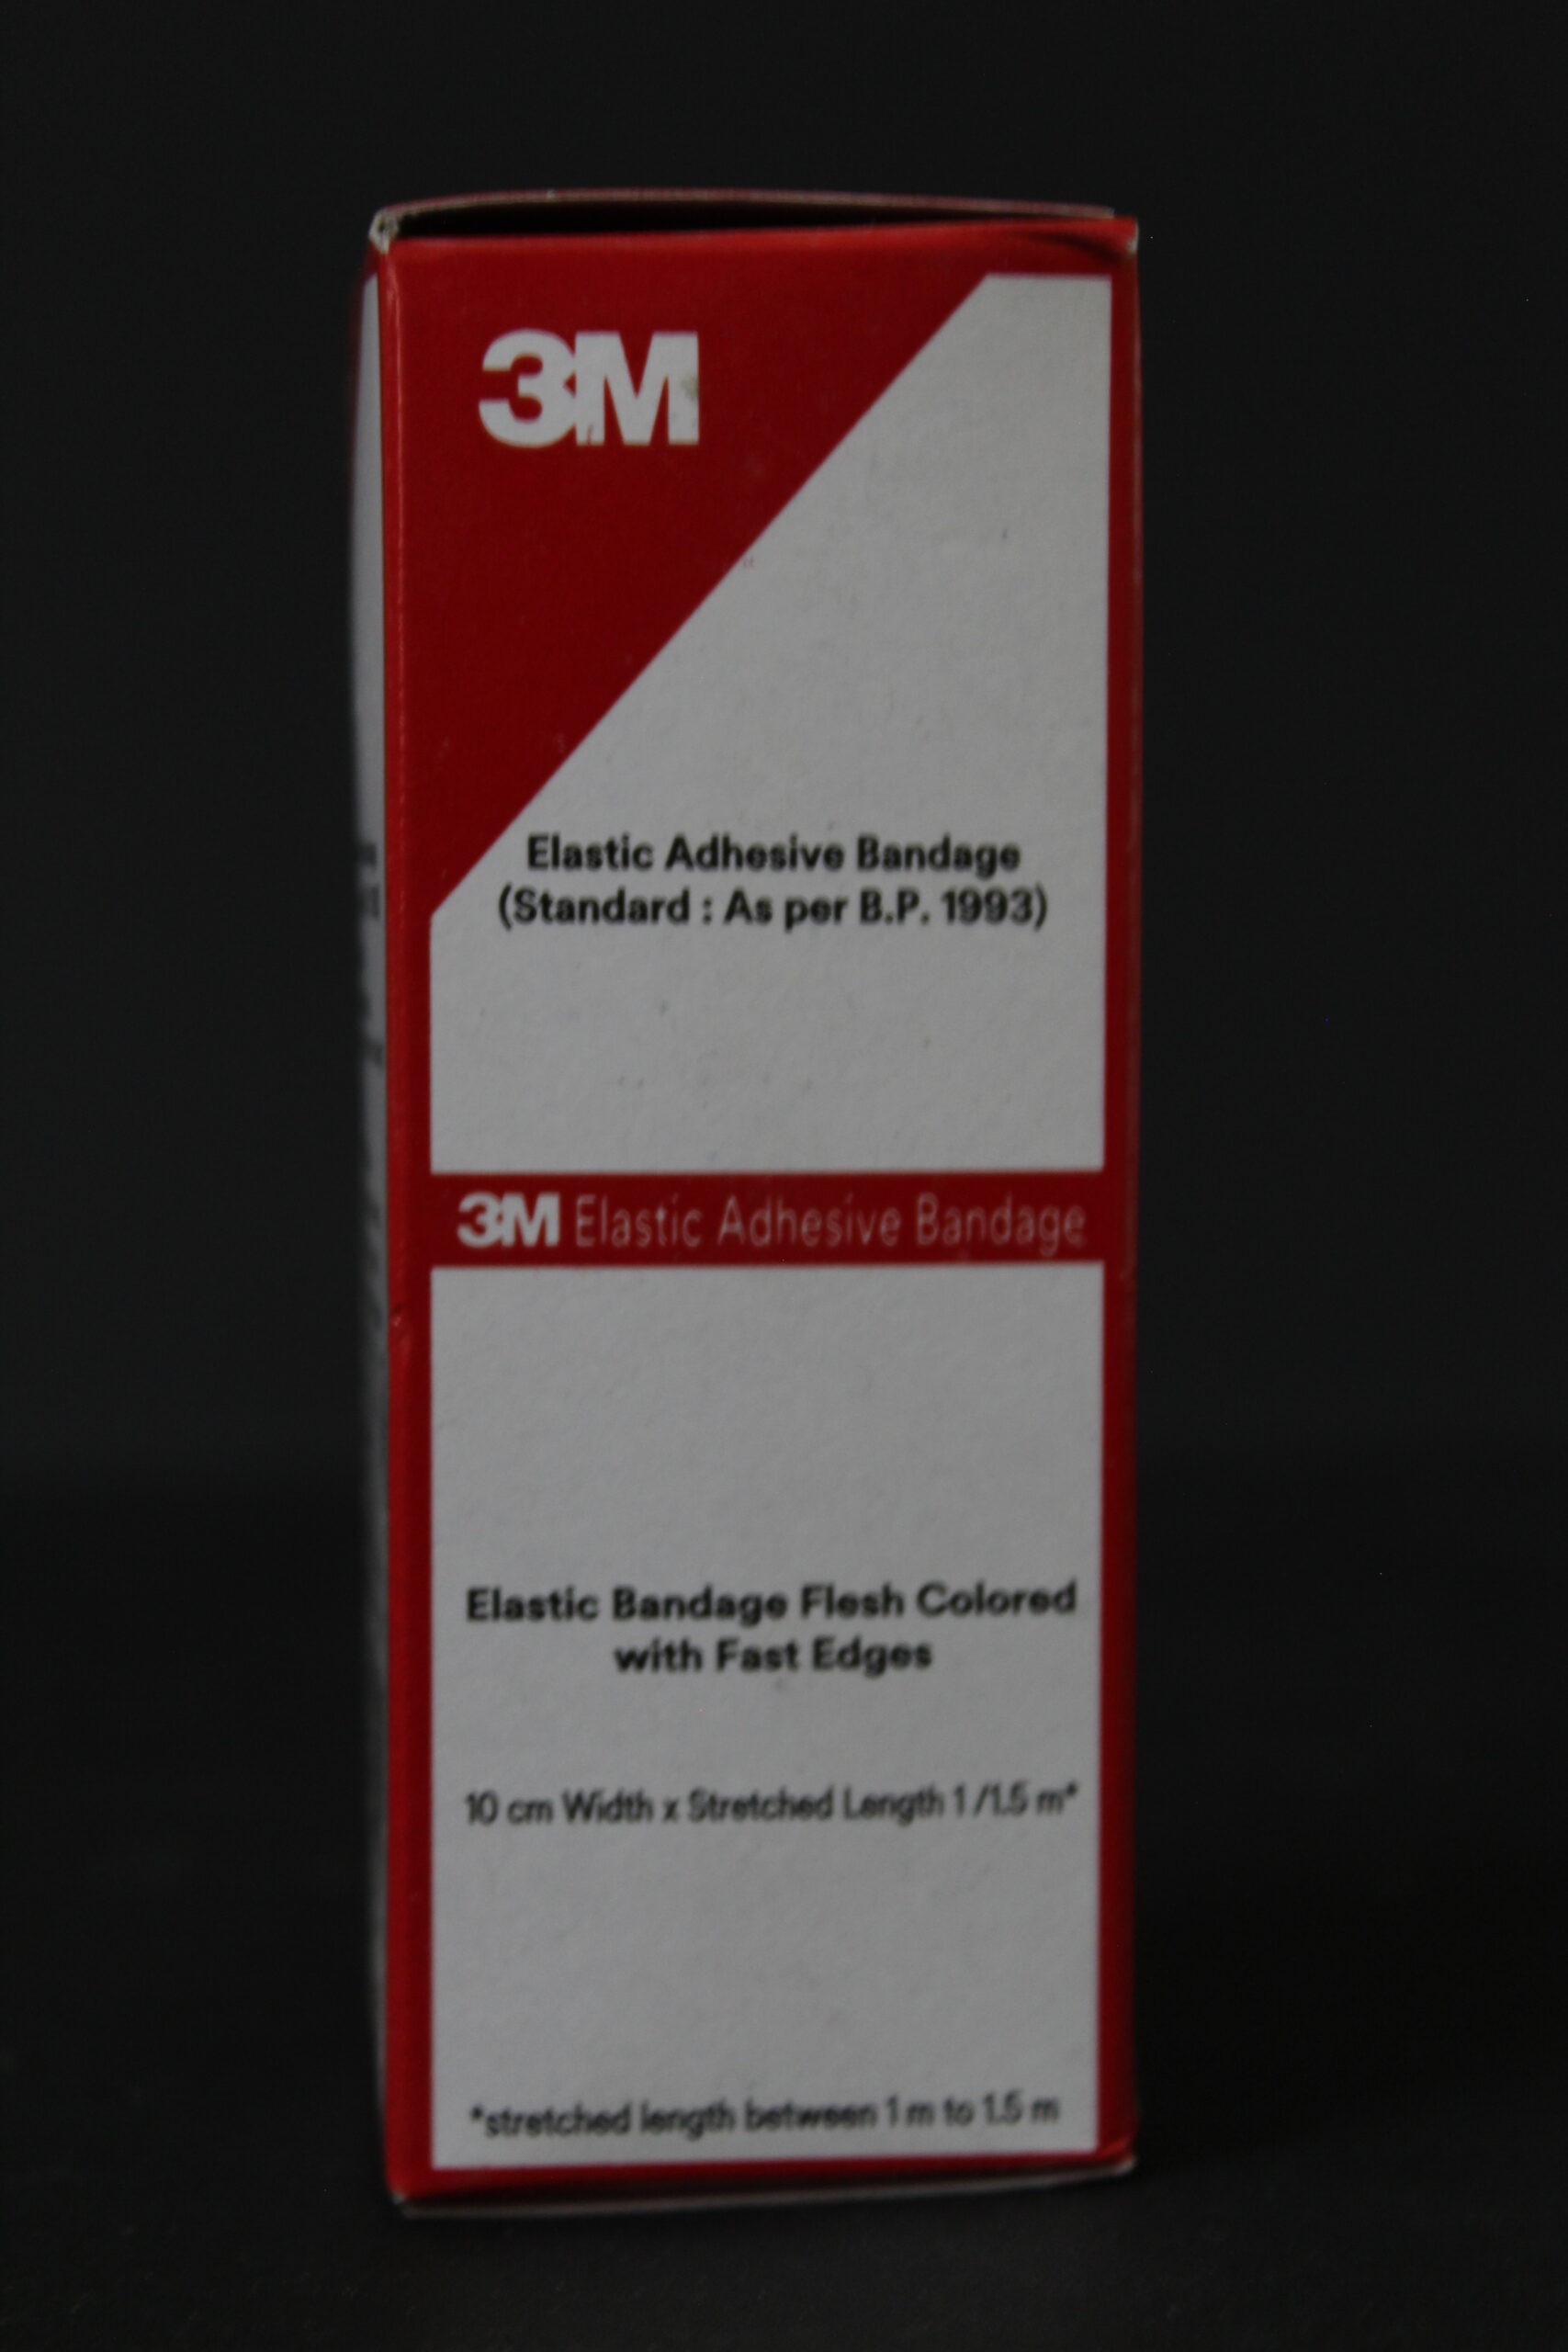 3M
Elastic Adhesive Bandage
(Standard : As per B.P. 1993)
3M Elastic Adhesive Bandage
Elastic Bandage Flesh Colored
with Fast Edges
10 cm Width x Stretched Length 1 /1.5 m*
*stretched length between 1 m to 1.5 m